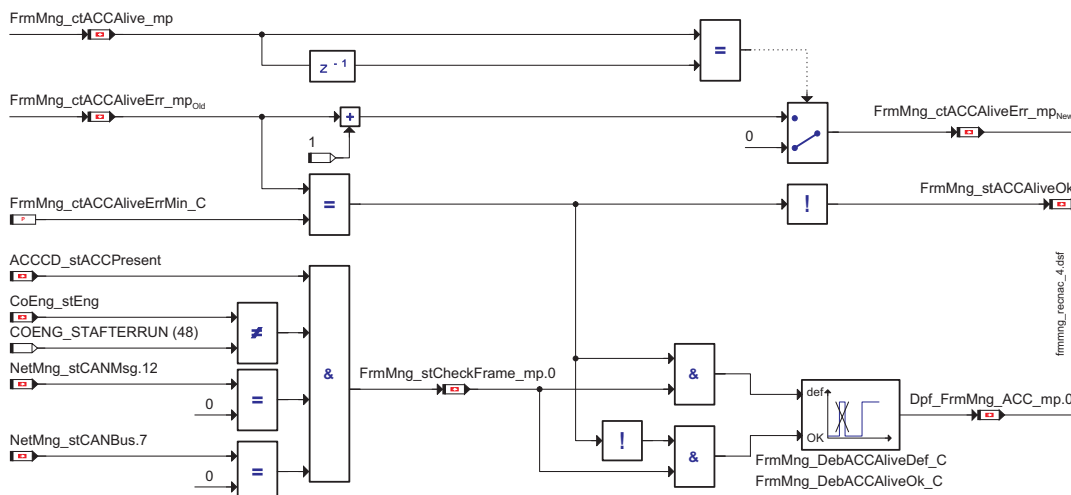 FrmMng_ctACCAlive_mp
=
z -1
FrmMng_ctACCAliveErr_mpOld
+
FrmMng_ctACCAliveErr_mpNew
1
0
FrmMng_ctACCAliveErrMin_C
P
=
!
FrmMng_stACCAliveOk
ACCCD_stACCPresent
CoEng_stEng
COENG_STAFTERRUN (48)
≠
NetMng_stCANMsg.12
0
=
&
FrmMng_stCheckFrame_mp.0
&
def
OK
Dpf_FrmMng_ACC_mp.0
NetMng_stCANBus.7
0
=
!
&
FrmMng_DebACCAliveDef_C
FrmMng_DebACCAliveOk_C
frmmng_recnac_4.dsf